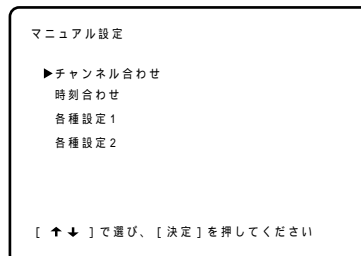 マニュアル設定
▶チャンネル合わせ
時刻合わせ
各種設定1
各種設定2
[ ↑↓ ]で選び、[決定]を押してください